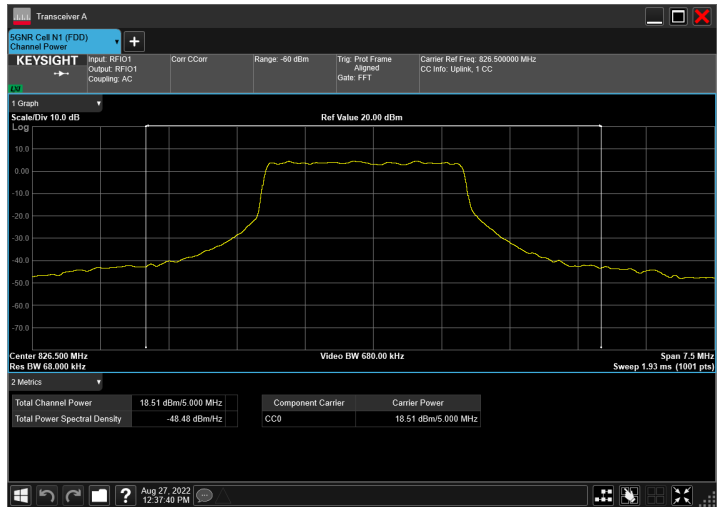 Transceiver A
5GNR Cell N1 (FDD)
Channel Power
KEYSIGHT
LXI
Input: RFIO1
Output: RFIO1
Coupling: AC
Corr CCorr
Range: -60 dBm
Trig: Prot Frame
Aligned
Gate: FFT
Carrier Ref Freq: 826.500000 MHz
CC Info: Uplink, 1 CC
1 Graph
Scale/Div 10.0 dB
Ref Value 20.00 dBm
Log
10.0
0.00
-10.0
-20.0
-30.0
-40.0
-50.0
-60.0
-70.0
Center 826.500 MHz
Video BW 680.00 kHz
Span 7.5 MHz
Res BW 68.000 kHz
Sweep 1.93 ms (1001 pts)
2 Metrics
Total Channel Power 18.51 dBm/5.000 MHz
Total Power Spectral Density -48.48 dBm/Hz
Component Carrier Carrier Power
CC0 18.51 dBm/5.000 MHz
Aug 27, 2022
12:37:40 PM